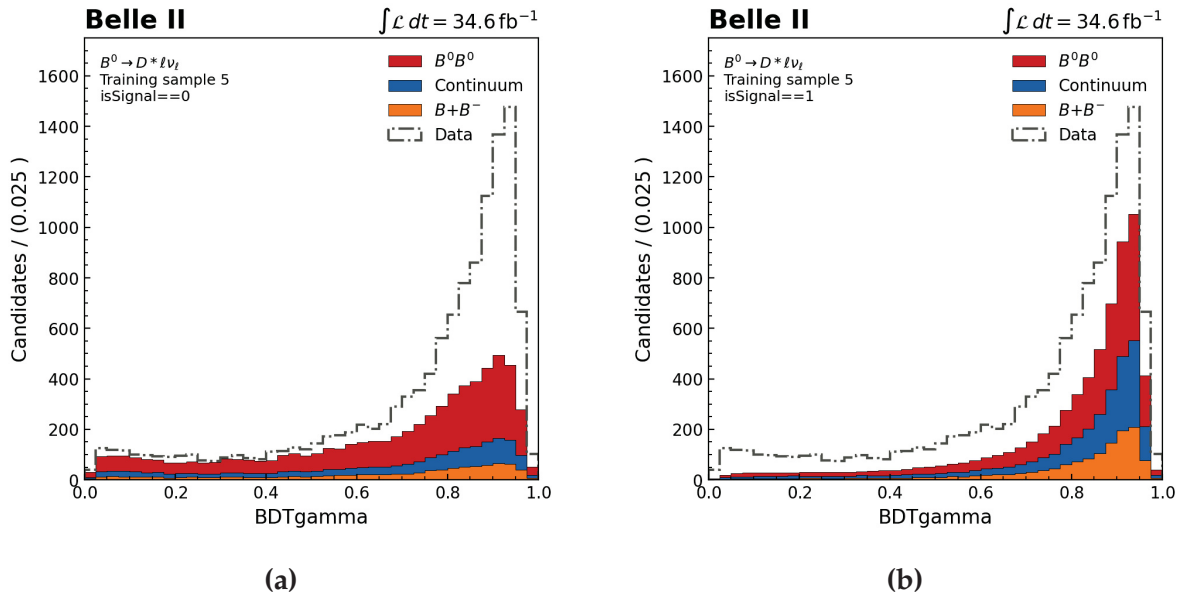 Belle II
∫ℒ dt = 34.6 fb⁻¹
B⁰ → D * ℓν_ℓ
Training sample 5
isSignal==0
B⁰B⁰
Continuum
B+B⁻
Data
1600
1400
1200
1000
800
600
400
200
0
Candidates / (0.025 )
0.0 0.2 0.4 0.6 0.8 1.0
BDTgamma
(a)
Belle II
∫ℒ dt = 34.6 fb⁻¹
B⁰ → D * ℓν_ℓ
Training sample 5
isSignal==1
B⁰B⁰
Continuum
B+B⁻
Data
1600
1400
1200
1000
800
600
400
200
0
Candidates / (0.025 )
0.0 0.2 0.4 0.6 0.8 1.0
BDTgamma
(b)